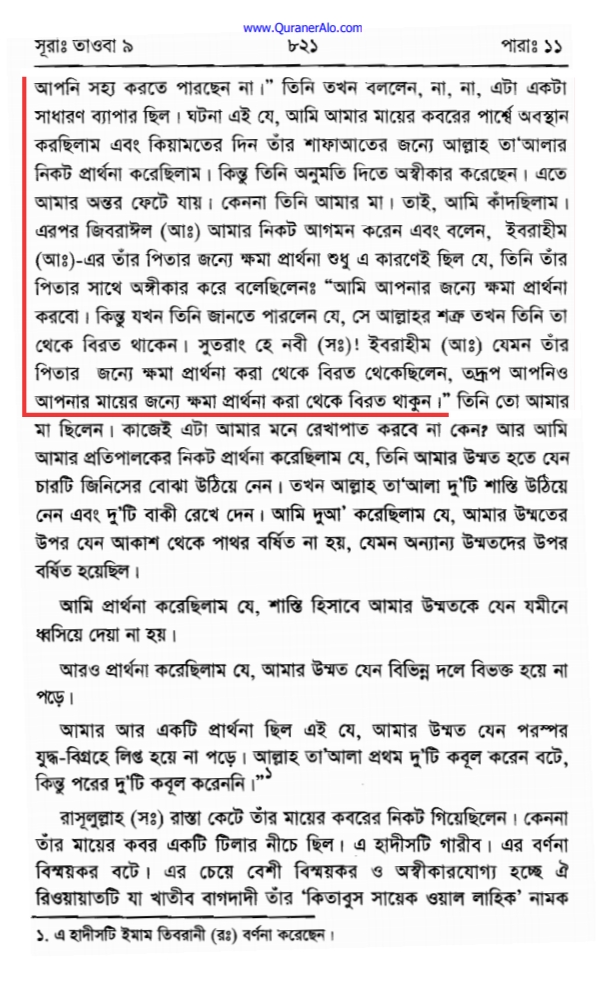 www.QuranerAlo.com
সূরাঃ তাওবা ৯ ৮২১ পারাঃ ১১
আপনি সহ্য করতে পারছেন না।” তিনি তখন বললেন, না, না, এটা একটা
সাধারণ ব্যাপার ছিল। ঘটনা এই যে, আমি আমার মায়ের কবরের পার্শ্বে অবস্থান
করছিলাম এবং কিয়ামতের দিন তাঁর শাফাআতের জন্যে আল্লাহ তা‘আলার
নিকট প্রার্থনা করেছিলাম। কিন্তু তিনি অনুমতি দিতে অস্বীকার করেছেন। এতে
আমার অন্তর ফেটে যায়। কেননা তিনি আমার মা। তাই, আমি কাঁদছিলাম।
এরপর জিবরাঈল (আঃ) আমার নিকট আগমন করেন এবং বলেন, ইবরাহীম
(আঃ)-এর তাঁর পিতার জন্যে ক্ষমা প্রার্থনা শুধু এ কারণেই ছিল যে, তিনি তাঁর
পিতার সাথে অঙ্গীকার করে বলেছিলেনঃ “আমি আপনার জন্যে ক্ষমা প্রার্থনা
করবো। কিন্তু যখন তিনি জানতে পারলেন যে, সে আল্লাহর শত্রু তখন তিনি তা
থেকে বিরত থাকেন। সুতরাং হে নবী (সঃ)! ইবরাহীম (আঃ) যেমন তাঁর
পিতার জন্যে ক্ষমা প্রার্থনা করা থেকে বিরত থেকেছিলেন, তদ্রূপ আপনিও
আপনার মায়ের জন্যে ক্ষমা প্রার্থনা করা থেকে বিরত থাকুন।” তিনি তো আমার
মা ছিলেন। কাজেই এটা আমার মনে রেখাপাত করবে না কেন? আর আমি
আমার প্রতিপালকের নিকট প্রার্থনা করেছিলাম যে, তিনি আমার উম্মত হতে যেন
চারটি জিনিসের বোঝা উঠিয়ে নেন। তখন আল্লাহ তা‘আলা দু’টি শাস্তি উঠিয়ে
নেন এবং দু’টি বাকী রেখে দেন। আমি দুআ’ করেছিলাম যে, আমার উম্মতের
উপর যেন আকাশ থেকে পাথর বর্ষিত না হয়, যেমন অন্যান্য উম্মতদের উপর
বর্ষিত হয়েছিল।
আমি প্রার্থনা করেছিলাম যে, শাস্তি হিসাবে আমার উম্মতকে যেন যমীনে
ধ্বসিয়ে দেয়া না হয়।
আরও প্রার্থনা করেছিলাম যে, আমার উম্মত যেন বিভিন্ন দলে বিভক্ত হয়ে না
পড়ে।
আমার আর একটি প্রার্থনা ছিল এই যে, আমার উম্মত যেন পরস্পর
যুদ্ধ-বিগ্রহে লিপ্ত হয়ে না পড়ে। আল্লাহ তা‘আলা প্রথম দু’টি কবূল করেন বটে,
কিন্তু পরের দু’টি কবূল করেননি।”১
রাসূলুল্লাহ (সঃ) রাস্তা কেটে তাঁর মায়ের কবরের নিকট গিয়েছিলেন। কেননা
তাঁর মায়ের কবর একটি টিলার নীচে ছিল। এ হাদীসটি গারীব। এর বর্ণনা
বিস্ময়কর বটে। এর চেয়ে বেশী বিস্ময়কর ও অস্বীকারযোগ্য হচ্ছে ঐ
রিওয়ায়াতটি যা খাতীব বাগদাদী তাঁর ‘কিতাবুস সায়েক ওয়াল লাহিক’ নামক
১. এ হাদীসটি ইমাম তিবরানী (রঃ) বর্ণনা করেছেন।